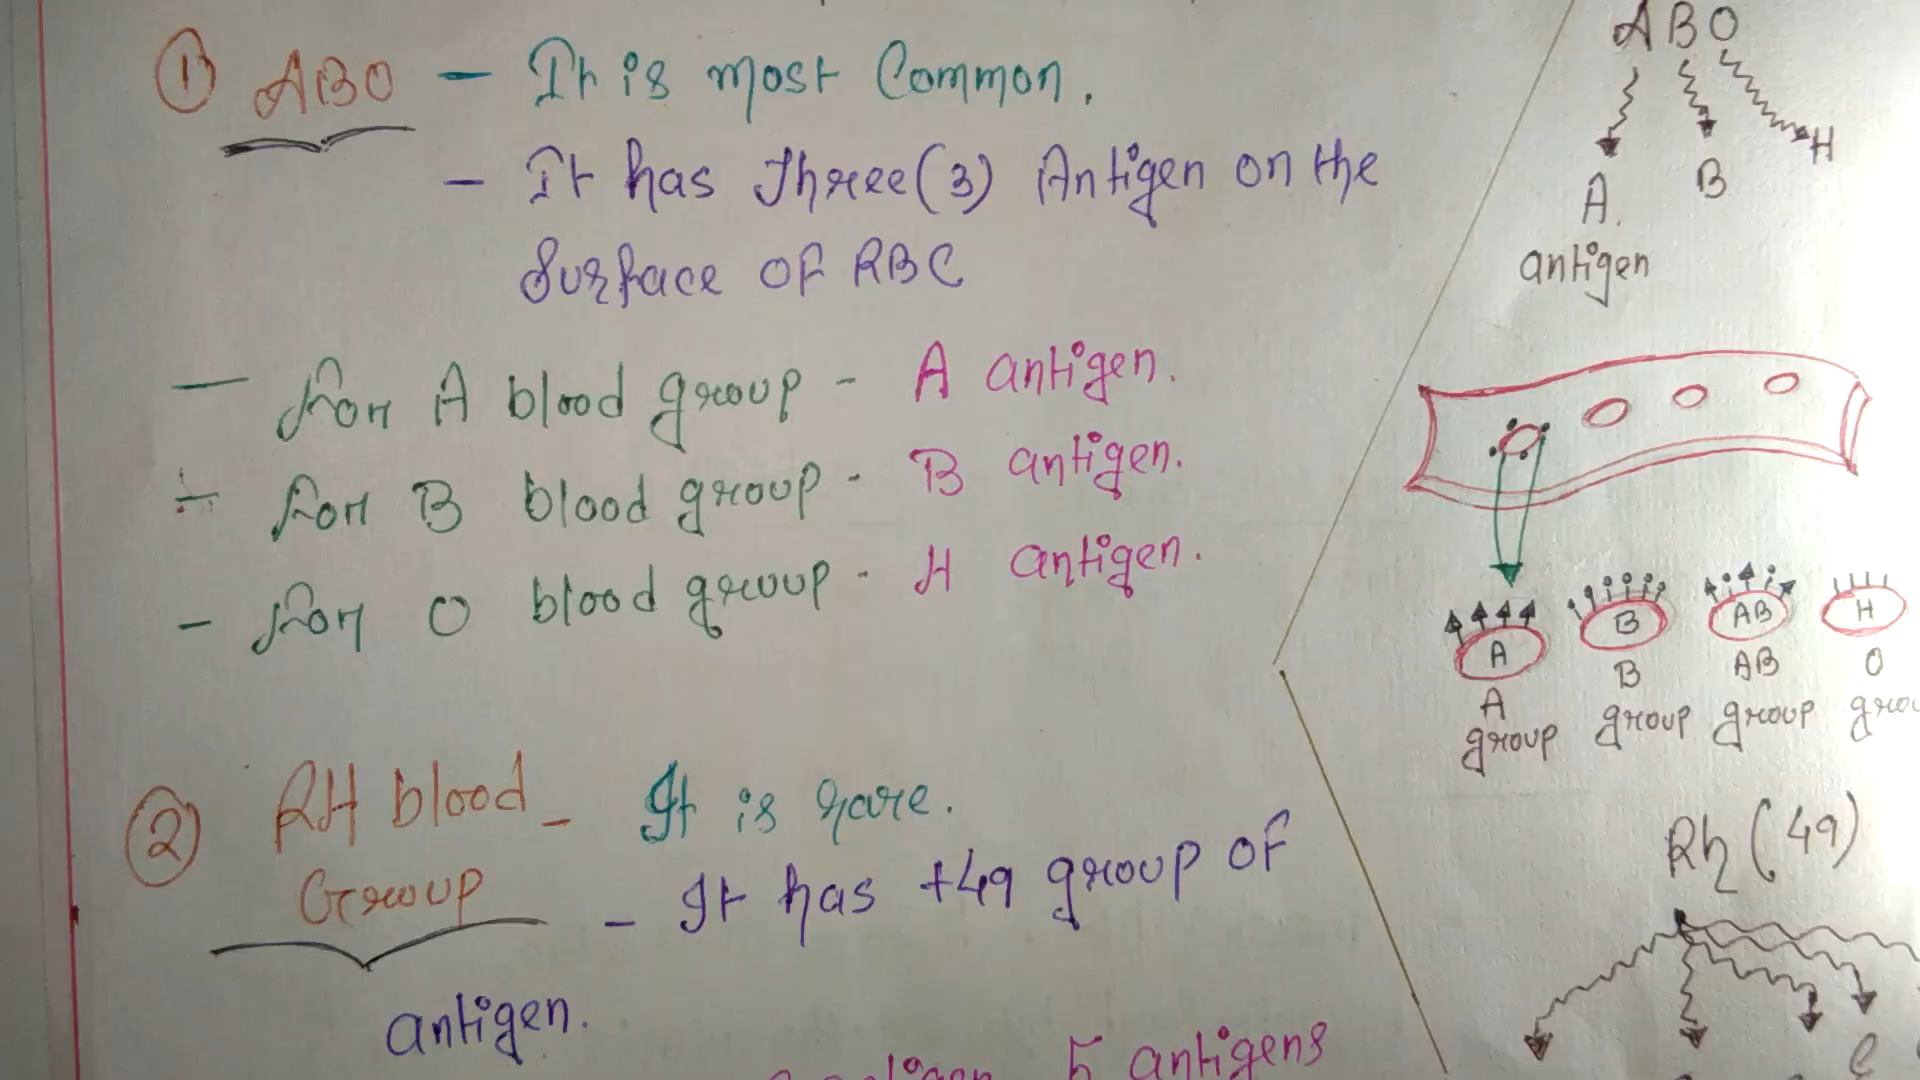 ① ABO - It is most Common.
- It has Three(3) Antigen on the
Surface OF RBC
- For A blood group - A antigen.
- For B blood group - B antigen.
- For O blood group - H antigen.
② RH blood - It is rare.
Group
- It has +49 group of
antigen.
5 antigens
A B O
A B H
antigen
A B AB H
A B AB O
group group group
Rh (49)
C